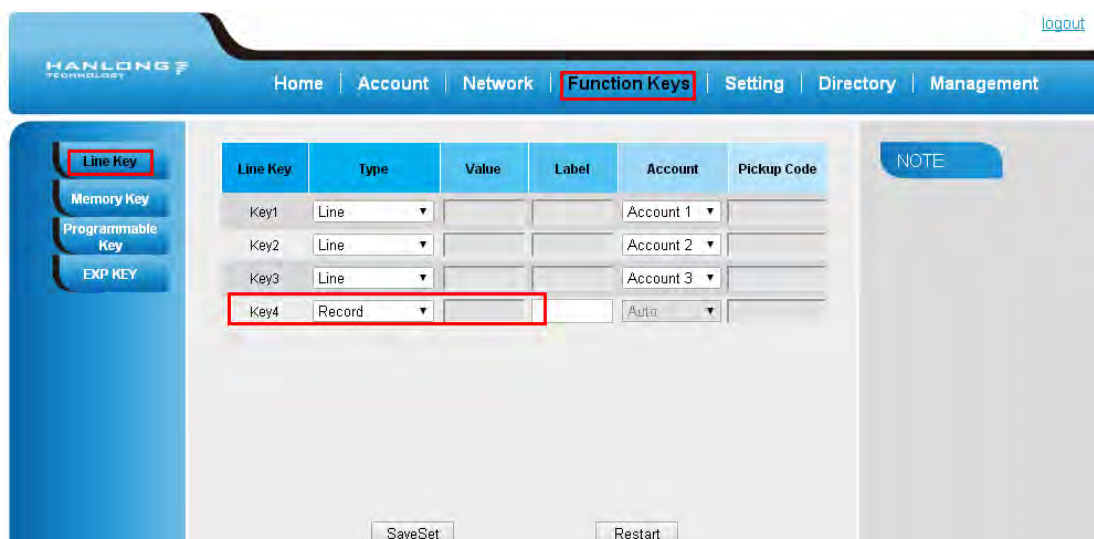 logout
HANLONG
TECHNOLOGY
Home | Account | Network | Function Keys | Setting | Directory | Management
Line Key
Memory Key
Programmable
Key
EXP KEY
Line Key Type Value Label Account Pickup Code
Key1 Line Account 1
Key2 Line Account 2
Key3 Line Account 3
Key4 Record Auto
SaveSet Restart
NOTE